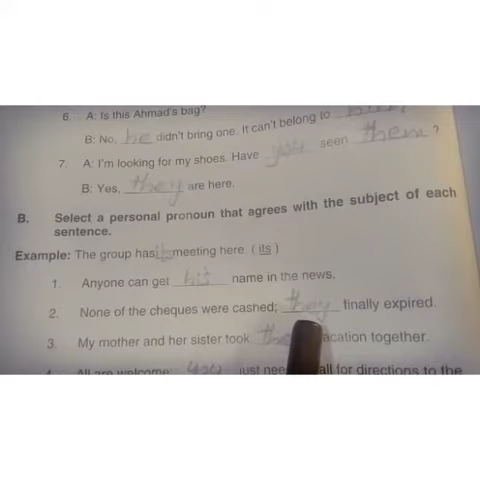 6. A: Is this Ahmad's bag?
B: No, he didn't bring one. It can't belong to
7. A: I'm looking for my shoes. Have you seen them?
B: Yes, they are here.
B. Select a personal pronoun that agrees with the subject of each
sentence.
Example: The group has its meeting here. (its)
1. Anyone can get his name in the news.
2. None of the cheques were cashed; they finally expired.
3. My mother and her sister took acation together.
4. All are welcome; you just nee all for directions to the